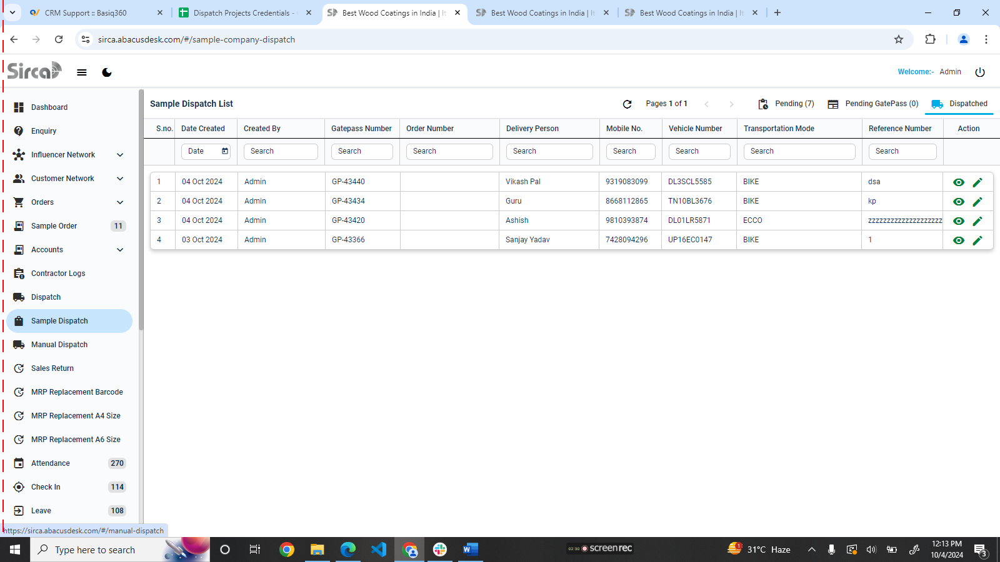 CRM Support :: Basiq360
Dispatch Projects Credentials -
Best Wood Coatings in India | It
Best Wood Coatings in India | It
Best Wood Coatings in India | It
sirca.abacusdesk.com/#/sample-company-dispatch
Sirca
Welcome:- Admin
Dashboard
Enquiry
Influencer Network
Customer Network
Orders
Sample Order 11
Accounts
Contractor Logs
Dispatch
Sample Dispatch
Manual Dispatch
Sales Return
MRP Replacement Barcode
MRP Replacement A4 Size
MRP Replacement A6 Size
Attendance 270
Check In 114
Leave 108
Sample Dispatch List
Pages 1 of 1
Pending (7)
Pending GatePass (0)
Dispatched
S.no. Date Created Created By Gatepass Number Order Number Delivery Person Mobile No. Vehicle Number Transportation Mode Reference Number Action
Date Search Search Search Search Search Search Search Search
1 04 Oct 2024 Admin GP-43440 Vikash Pal 9319083099 DL3SCL5585 BIKE dsa
2 04 Oct 2024 Admin GP-43434 Guru 8668112865 TN10BL3676 BIKE kp
3 04 Oct 2024 Admin GP-43420 Ashish 9810393874 DL01LR5871 ECCO zzzzzzzzzzzzzzzzzzzz
4 03 Oct 2024 Admin GP-43366 Sanjay Yadav 7428094296 UP16EC0147 BIKE 1
https://sirca.abacusdesk.com/#/manual-dispatch
Type here to search
02:30 screenrec
1
31°C Haze
12:13 PM
10/4/2024
3